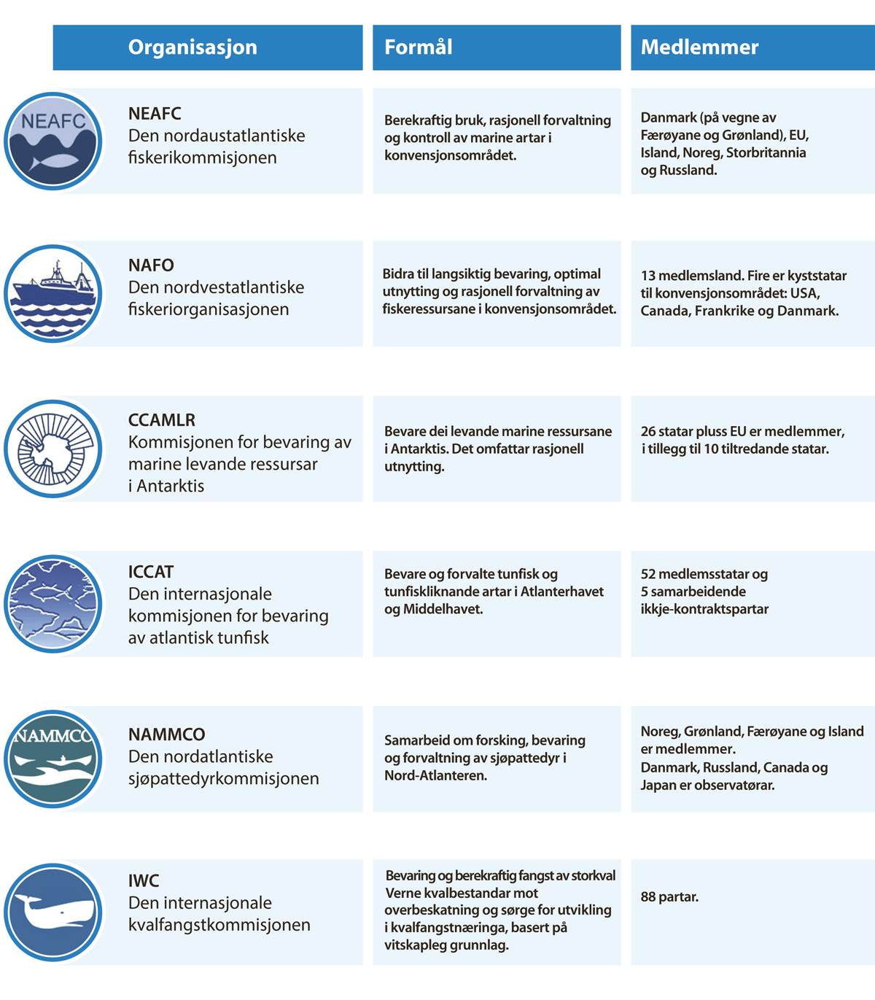 Organisasjon
Formål
Medlemmer
NEAFC
NEAFC
Den nordaustatlantiske
fiskerikommisjonen
Berekraftig bruk, rasjonell forvaltning
og kontroll av marine artar i
konvensjonsområdet.
Danmark (på vegne av
Færøyane og Grønland), EU,
Island, Noreg, Storbritannia
og Russland.
NAFO
Den nordvestatlantiske
fiskeriorganisasjonen
Bidra til langsiktig bevaring, optimal
utnytting og rasjonell forvaltning av
fiskeressursane i konvensjonsområdet.
13 medlemsland. Fire er kyststatar
til konvensjonsområdet: USA,
Canada, Frankrike og Danmark.
CCAMLR
Kommisjonen for bevaring av
marine levande ressursar
i Antarktis
Bevare dei levande marine ressursane
i Antarktis. Det omfattar rasjonell
utnytting.
26 statar pluss EU er medlemmer,
i tillegg til 10 tiltredande statar.
ICCAT
Den internasjonale
kommisjonen for bevaring
av atlantisk tunfisk
Bevare og forvalte tunfisk og
tunfiskliknande artar i Atlanterhavet
og Middelhavet.
52 medlemsstatar og
5 samarbeidende
ikkje-kontraktspartar
NAMMCO
NAMMCO
Den nordatlantiske
sjøpattedyrkommisjonen
Samarbeid om forsking, bevaring
og forvaltning av sjøpattedyr i
Nord-Atlanteren.
Noreg, Grønland, Færøyane og Island
er medlemmer.
Danmark, Russland, Canada og
Japan er observatørar.
IWC
Den internasjonale
kvalfangstkommisjonen
Bevaring og berekraftig fangst av storkval
Verne kvalbestandar mot
overbeskatning og sørge for utvikling
i kvalfangstnæringa, basert på
vitskapleg grunnlag.
88 partar.